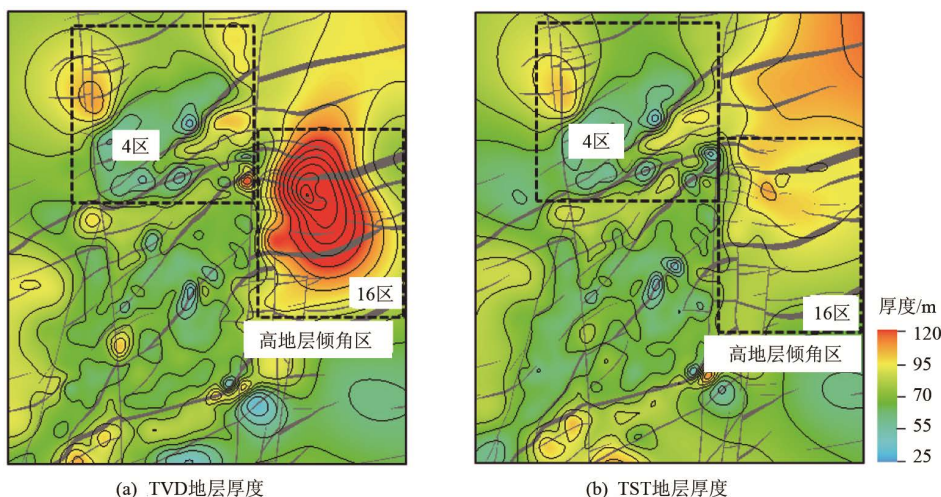 4区
16区
高地层倾角区
(a) TVD地层厚度
4区
16区
高地层倾角区
(b) TST地层厚度
厚度/m
120
95
70
55
20